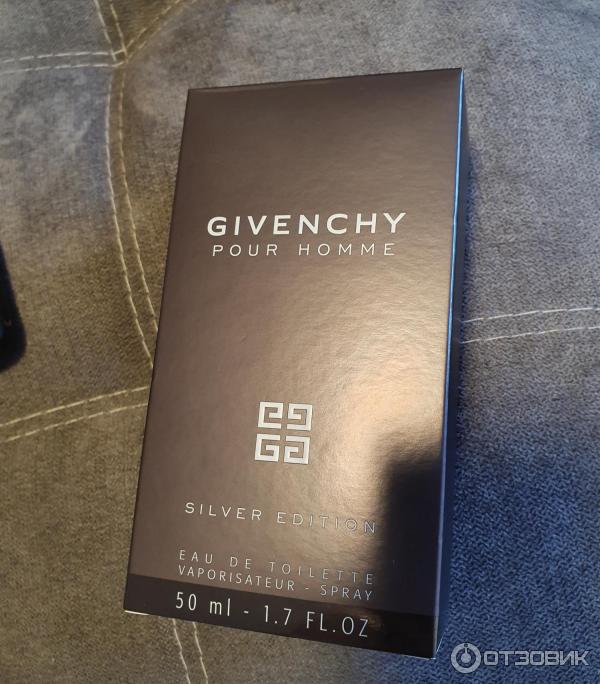 GIVENCHY
POUR HOMME
SILVER EDITION
EAU DE TOILETTE
VAPORISATEUR - SPRAY
50 ml - 1.7 FL.OZ
ОТЗОВИК